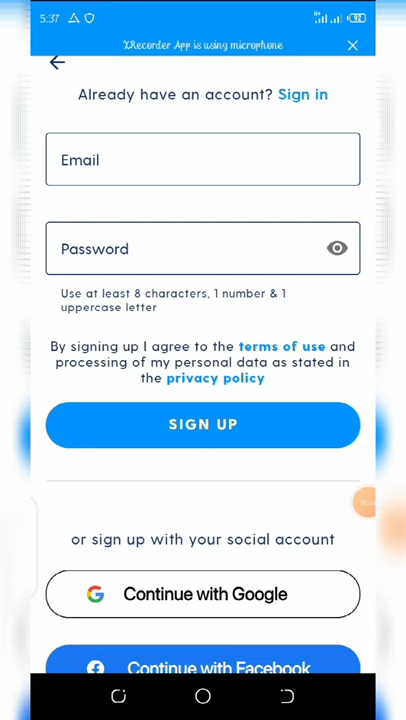 5:37
92
XRecorder App is using microphone
Already have an account? Sign in
Email
Password
Use at least 8 characters, 1 number & 1
uppercase letter
By signing up I agree to the terms of use and
processing of my personal data as stated in
the privacy policy
SIGN UP
or sign up with your social account
Continue with Google
Continue with Facebook